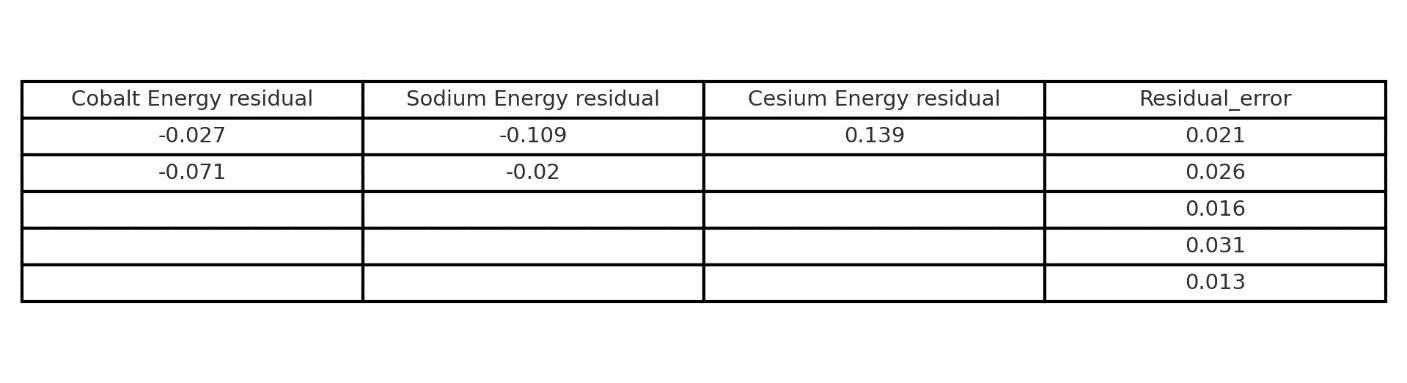 Cobalt Energy residual Sodium Energy residual Cesium Energy residual Residual_error
-0.027 -0.109 0.139 0.021
-0.071 -0.02 0.026
0.016
0.031
0.013